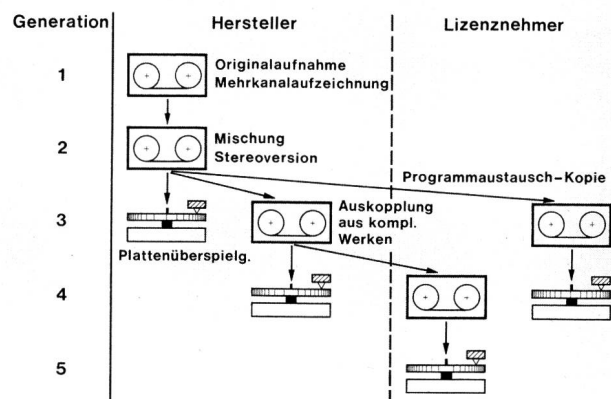 Generation
Hersteller
Lizenznehmer
1
Originalaufnahme
Mehrkanalaufzeichnung
2
Mischung
Stereoversion
Programmaustausch-Kopie
3
Auskopplung
aus kompl.
Werken
Plattenüberspielg.
4
5